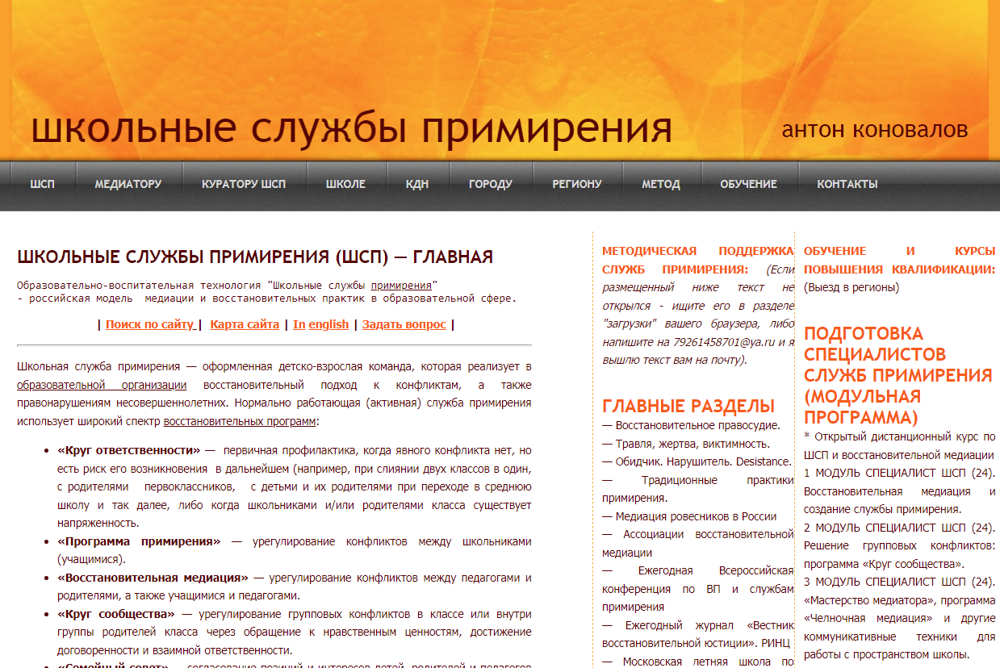 школьные службы примирения
антон коновалов
ШСП
МЕДИАТОРУ
КУРАТОРУ ШСП
ШКОЛЕ
КДН
ГОРОДУ
РЕГИОНУ
МЕТОД
ОБУЧЕНИЕ
КОНТАКТЫ
ШКОЛЬНЫЕ СЛУЖБЫ ПРИМИРЕНИЯ (ШСП) — ГЛАВНАЯ
Образовательно-воспитательная технология "Школьные службы примирения"
- российская модель медиации и восстановительных практик в образовательной сфере.
| Поиск по сайту | Карта сайта | In english | Задать вопрос |
Школьная служба примирения — оформленная детско-взрослая команда, которая реализует в
образовательной организации восстановительный подход к конфликтам, а также
правонарушениям несовершеннолетних. Нормально работающая (активная) служба примирения
использует широкий спектр восстановительных программ:
• «Круг ответственности» — первичная профилактика, когда явного конфликта нет, но
есть риск его возникновения в дальнейшем (например, при слиянии двух классов в один,
с родителями первоклассников, с детьми и их родителями при переходе в среднюю
школу и так далее, либо когда школьниками и/или родителями класса существует
напряженность.
• «Программа примирения» — урегулирование конфликтов между школьниками
(учащимися).
• «Восстановительная медиация» — урегулирование конфликтов между педагогами и
родителями, а также учащимися и педагогами.
• «Круг сообщества» — урегулирование групповых конфликтов в классе или внутри
группы родителей класса через обращение к нравственным ценностям, достижение
договоренности и взаимной ответственности.
• «Семейный совет» — согласование позиций и интересов детей, родителей и педагогов
МЕТОДИЧЕСКАЯ ПОДДЕРЖКА
СЛУЖБ ПРИМИРЕНИЯ: (Если
размещенный ниже текст не
открылся - ищите его в разделе
"загрузки" вашего браузера, либо
напишите на 79261458701@ya.ru и я
вышлю текст вам на почту).
ГЛАВНЫЕ РАЗДЕЛЫ
— Восстановительное правосудие.
— Травля, жертва, виктимность.
— Обидчик. Нарушитель. Desistance.
— Традиционные практики
примирения.
— Медиация ровесников в России
— Ассоциации восстановительной
медиации
— Ежегодная Всероссийская
конференция по ВП и службам
примирения
— Ежегодный журнал «Вестник
восстановительной юстиции». РИНЦ
— Московская летняя школа по
ОБУЧЕНИЕ И КУРСЫ
ПОВЫШЕНИЯ КВАЛИФИКАЦИИ:
(Выезд в регионы)
ПОДГОТОВКА
СПЕЦИАЛИСТОВ
СЛУЖБ ПРИМИРЕНИЯ
(МОДУЛЬНАЯ
ПРОГРАММА)
* Открытый дистанционный курс по
ШСП и восстановительной медиации
1 МОДУЛЬ СПЕЦИАЛИСТ ШСП (24).
Восстановительная медиация и
создание службы примирения.
2 МОДУЛЬ СПЕЦИАЛИСТ ШСП (24).
Решение групповых конфликтов:
программа «Круг сообщества».
3 МОДУЛЬ СПЕЦИАЛИСТ ШСП (24).
«Мастерство медиатора», программа
«Челночная медиация» и другие
коммуникативные техники для
работы с пространством школы.